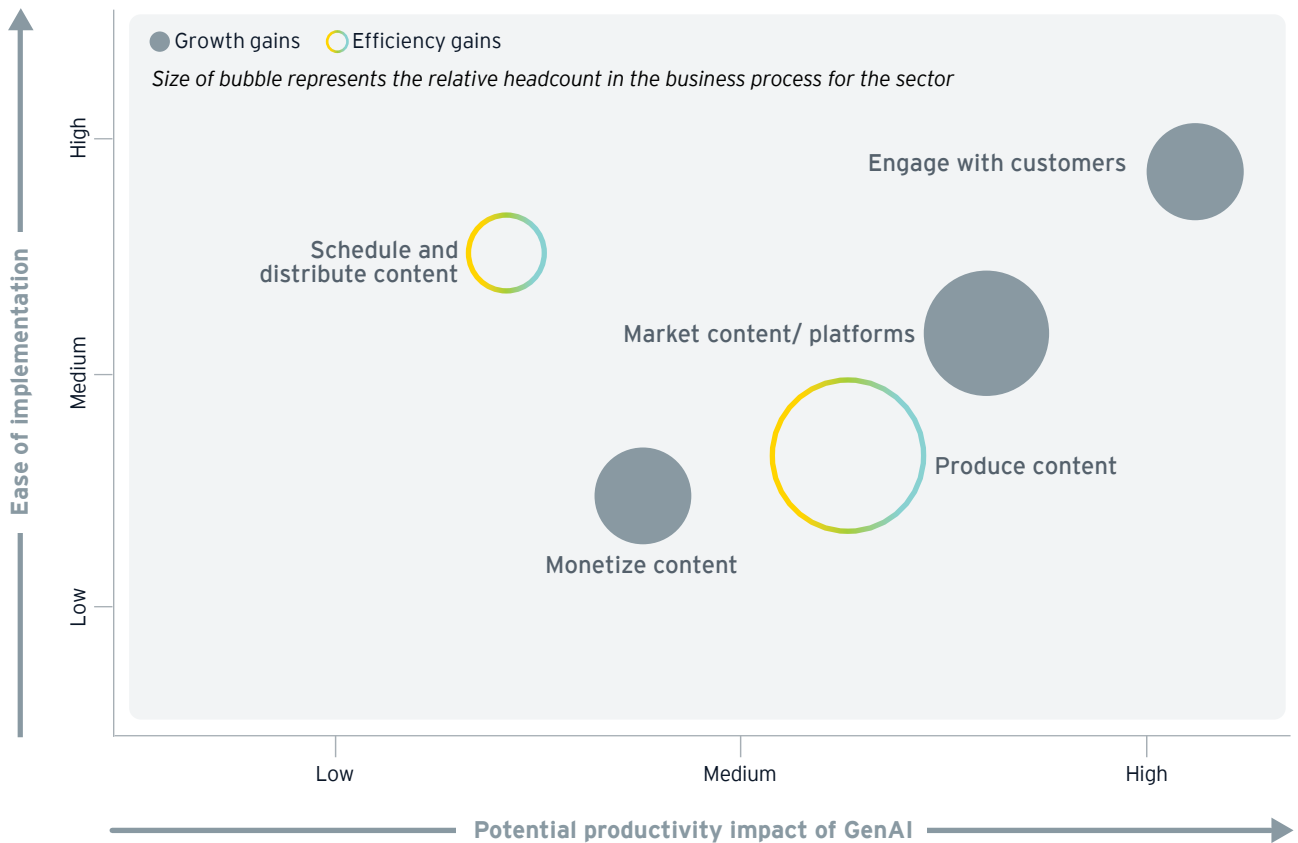 Growth gains
Efficiency gains
Size of bubble represents the relative headcount in the business process for the sector
High
Engage with customers
Schedule and
distribute content
Market content/ platforms
Medium
Ease of implementation
Produce content
Monetize content
Low
Low
Medium
High
Potential productivity impact of GenAI